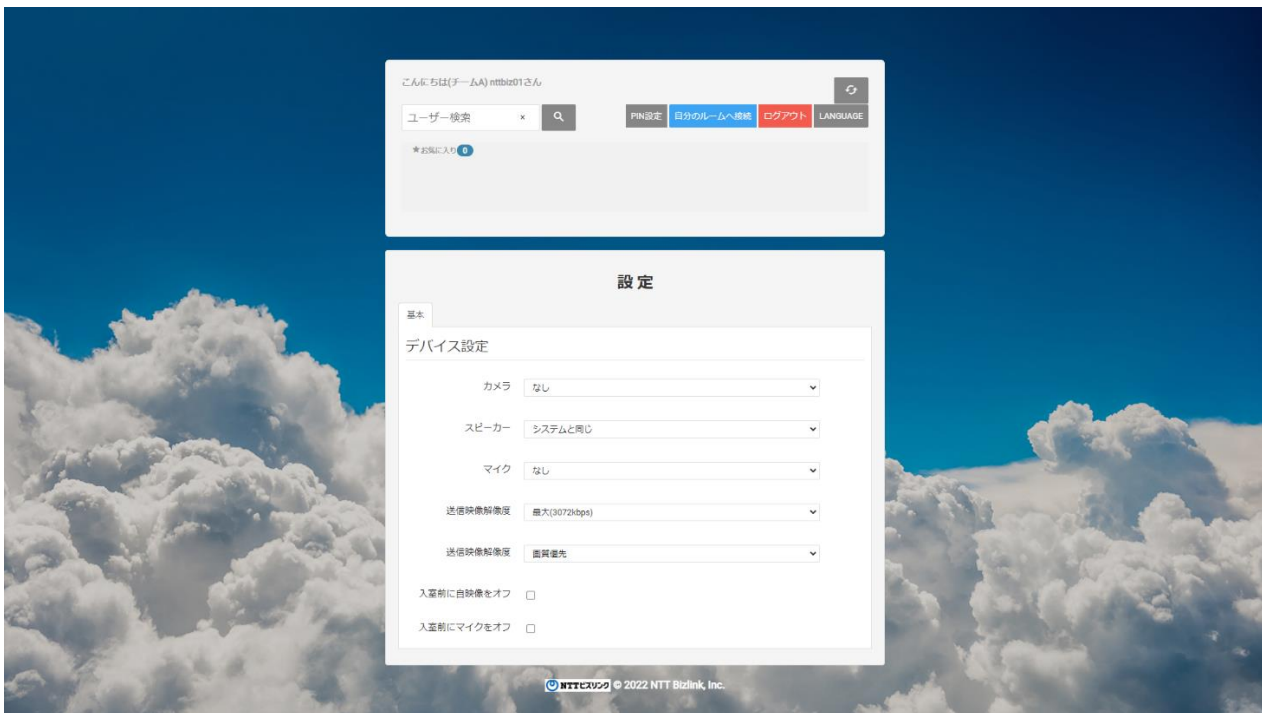 こんにちは(チームA) nttbiz01さん
ユーザー検索 ×
PIN設定 自分のルームへ接続 ログアウト LANGUAGE
★お気に入り 0
設定
基本
デバイス設定
カメラ なし
スピーカー システムと同じ
マイク なし
送信映像解像度 最大(3072kbps)
送信映像解像度 画質優先
入室前に自映像をオフ
入室前にマイクをオフ
NTTビズリンク © 2022 NTT Bizlink, Inc.